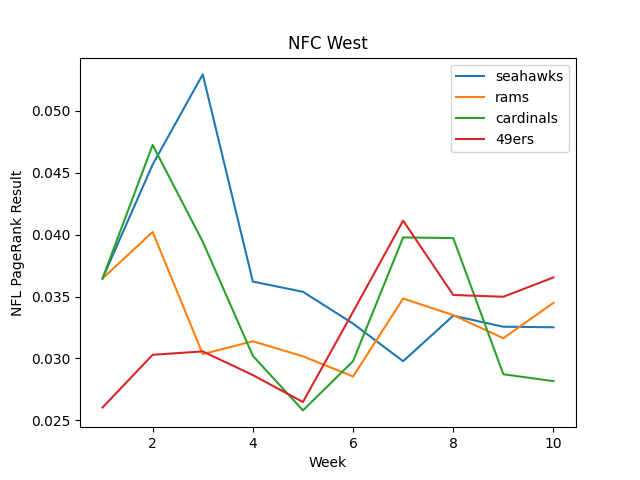 NFC West
seahawks
rams
cardinals
49ers
NFL PageRank Result
0.050
0.045
0.040
0.035
0.030
0.025
2 4 6 8 10
Week